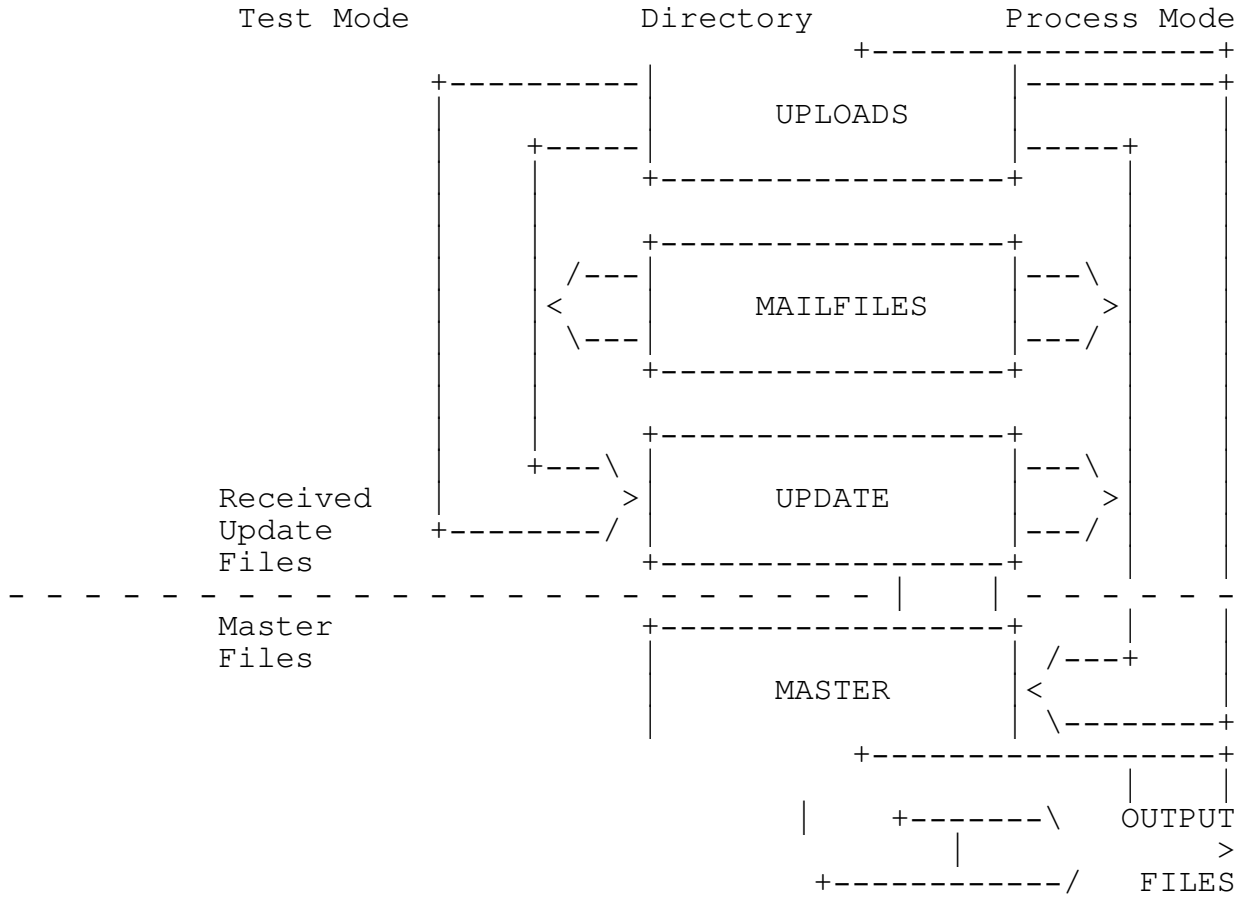 Test Mode Directory Process Mode
UPLOADS
MAILFILES
Received UPDATE
Update
Files
Master
Files
MASTER
OUTPUT
FILES